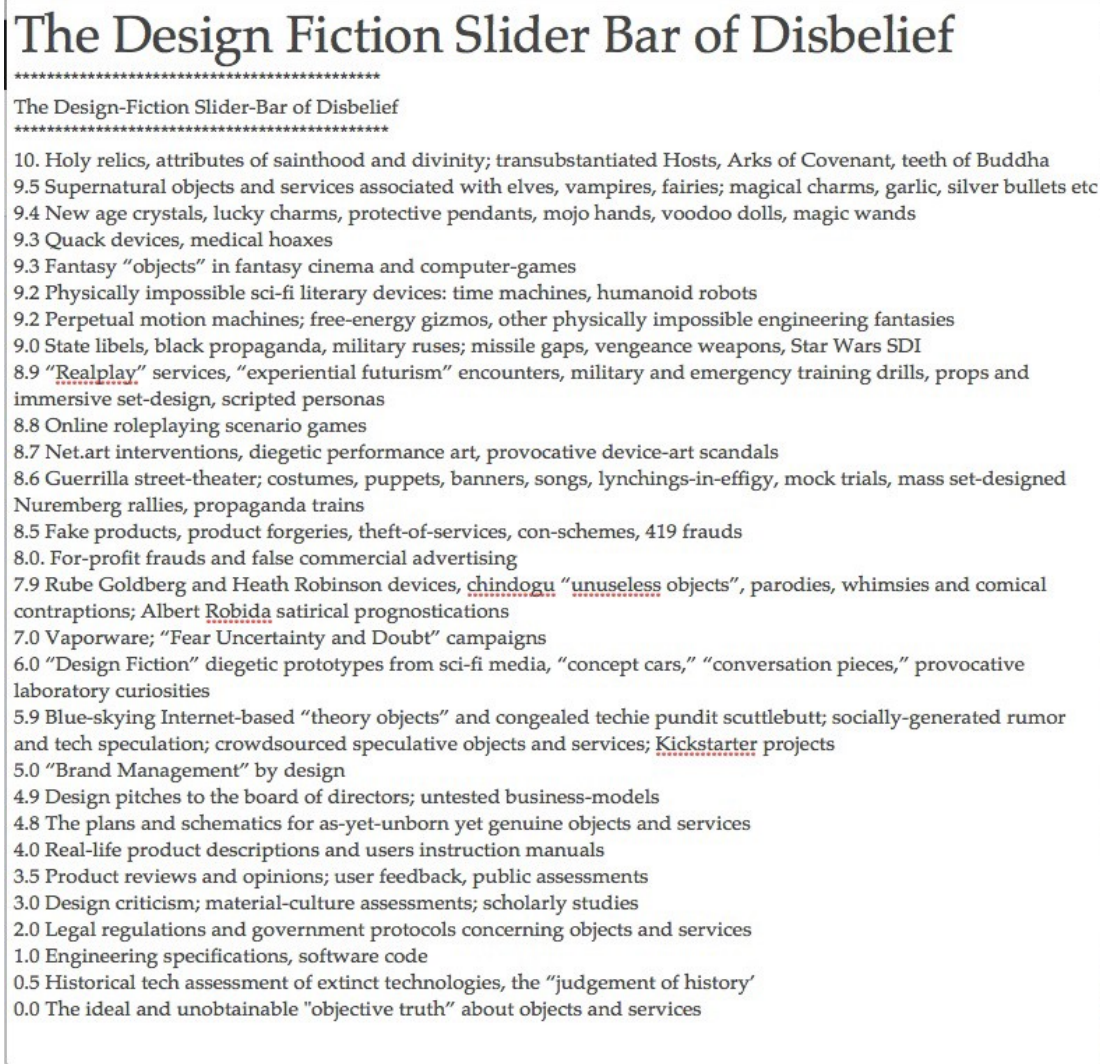 The Design Fiction Slider Bar of Disbelief
*********************************************
The Design-Fiction Slider-Bar of Disbelief
**********************************************
10. Holy relics, attributes of sainthood and divinity; transubstantiated Hosts, Arks of Covenant, teeth of Buddha
9.5 Supernatural objects and services associated with elves, vampires, fairies; magical charms, garlic, silver bullets etc
9.4 New age crystals, lucky charms, protective pendants, mojo hands, voodoo dolls, magic wands
9.3 Quack devices, medical hoaxes
9.3 Fantasy “objects” in fantasy cinema and computer-games
9.2 Physically impossible sci-fi literary devices: time machines, humanoid robots
9.2 Perpetual motion machines; free-energy gizmos, other physically impossible engineering fantasies
9.0 State libels, black propaganda, military ruses; missile gaps, vengeance weapons, Star Wars SDI
8.9 “Realplay” services, “experiential futurism” encounters, military and emergency training drills, props and
immersive set-design, scripted personas
8.8 Online roleplaying scenario games
8.7 Net.art interventions, diegetic performance art, provocative device-art scandals
8.6 Guerrilla street-theater; costumes, puppets, banners, songs, lynchings-in-effigy, mock trials, mass set-designed
Nuremberg rallies, propaganda trains
8.5 Fake products, product forgeries, theft-of-services, con-schemes, 419 frauds
8.0. For-profit frauds and false commercial advertising
7.9 Rube Goldberg and Heath Robinson devices, chindogu “unuseless objects”, parodies, whimsies and comical
contraptions; Albert Robida satirical prognostications
7.0 Vaporware; “Fear Uncertainty and Doubt” campaigns
6.0 “Design Fiction” diegetic prototypes from sci-fi media, “concept cars,” “conversation pieces,” provocative
laboratory curiosities
5.9 Blue-skying Internet-based “theory objects” and congealed techie pundit scuttlebutt; socially-generated rumor
and tech speculation; crowdsourced speculative objects and services; Kickstarter projects
5.0 “Brand Management” by design
4.9 Design pitches to the board of directors; untested business-models
4.8 The plans and schematics for as-yet-unborn yet genuine objects and services
4.0 Real-life product descriptions and users instruction manuals
3.5 Product reviews and opinions; user feedback, public assessments
3.0 Design criticism; material-culture assessments; scholarly studies
2.0 Legal regulations and government protocols concerning objects and services
1.0 Engineering specifications, software code
0.5 Historical tech assessment of extinct technologies, the “judgement of history’
0.0 The ideal and unobtainable "objective truth” about objects and services